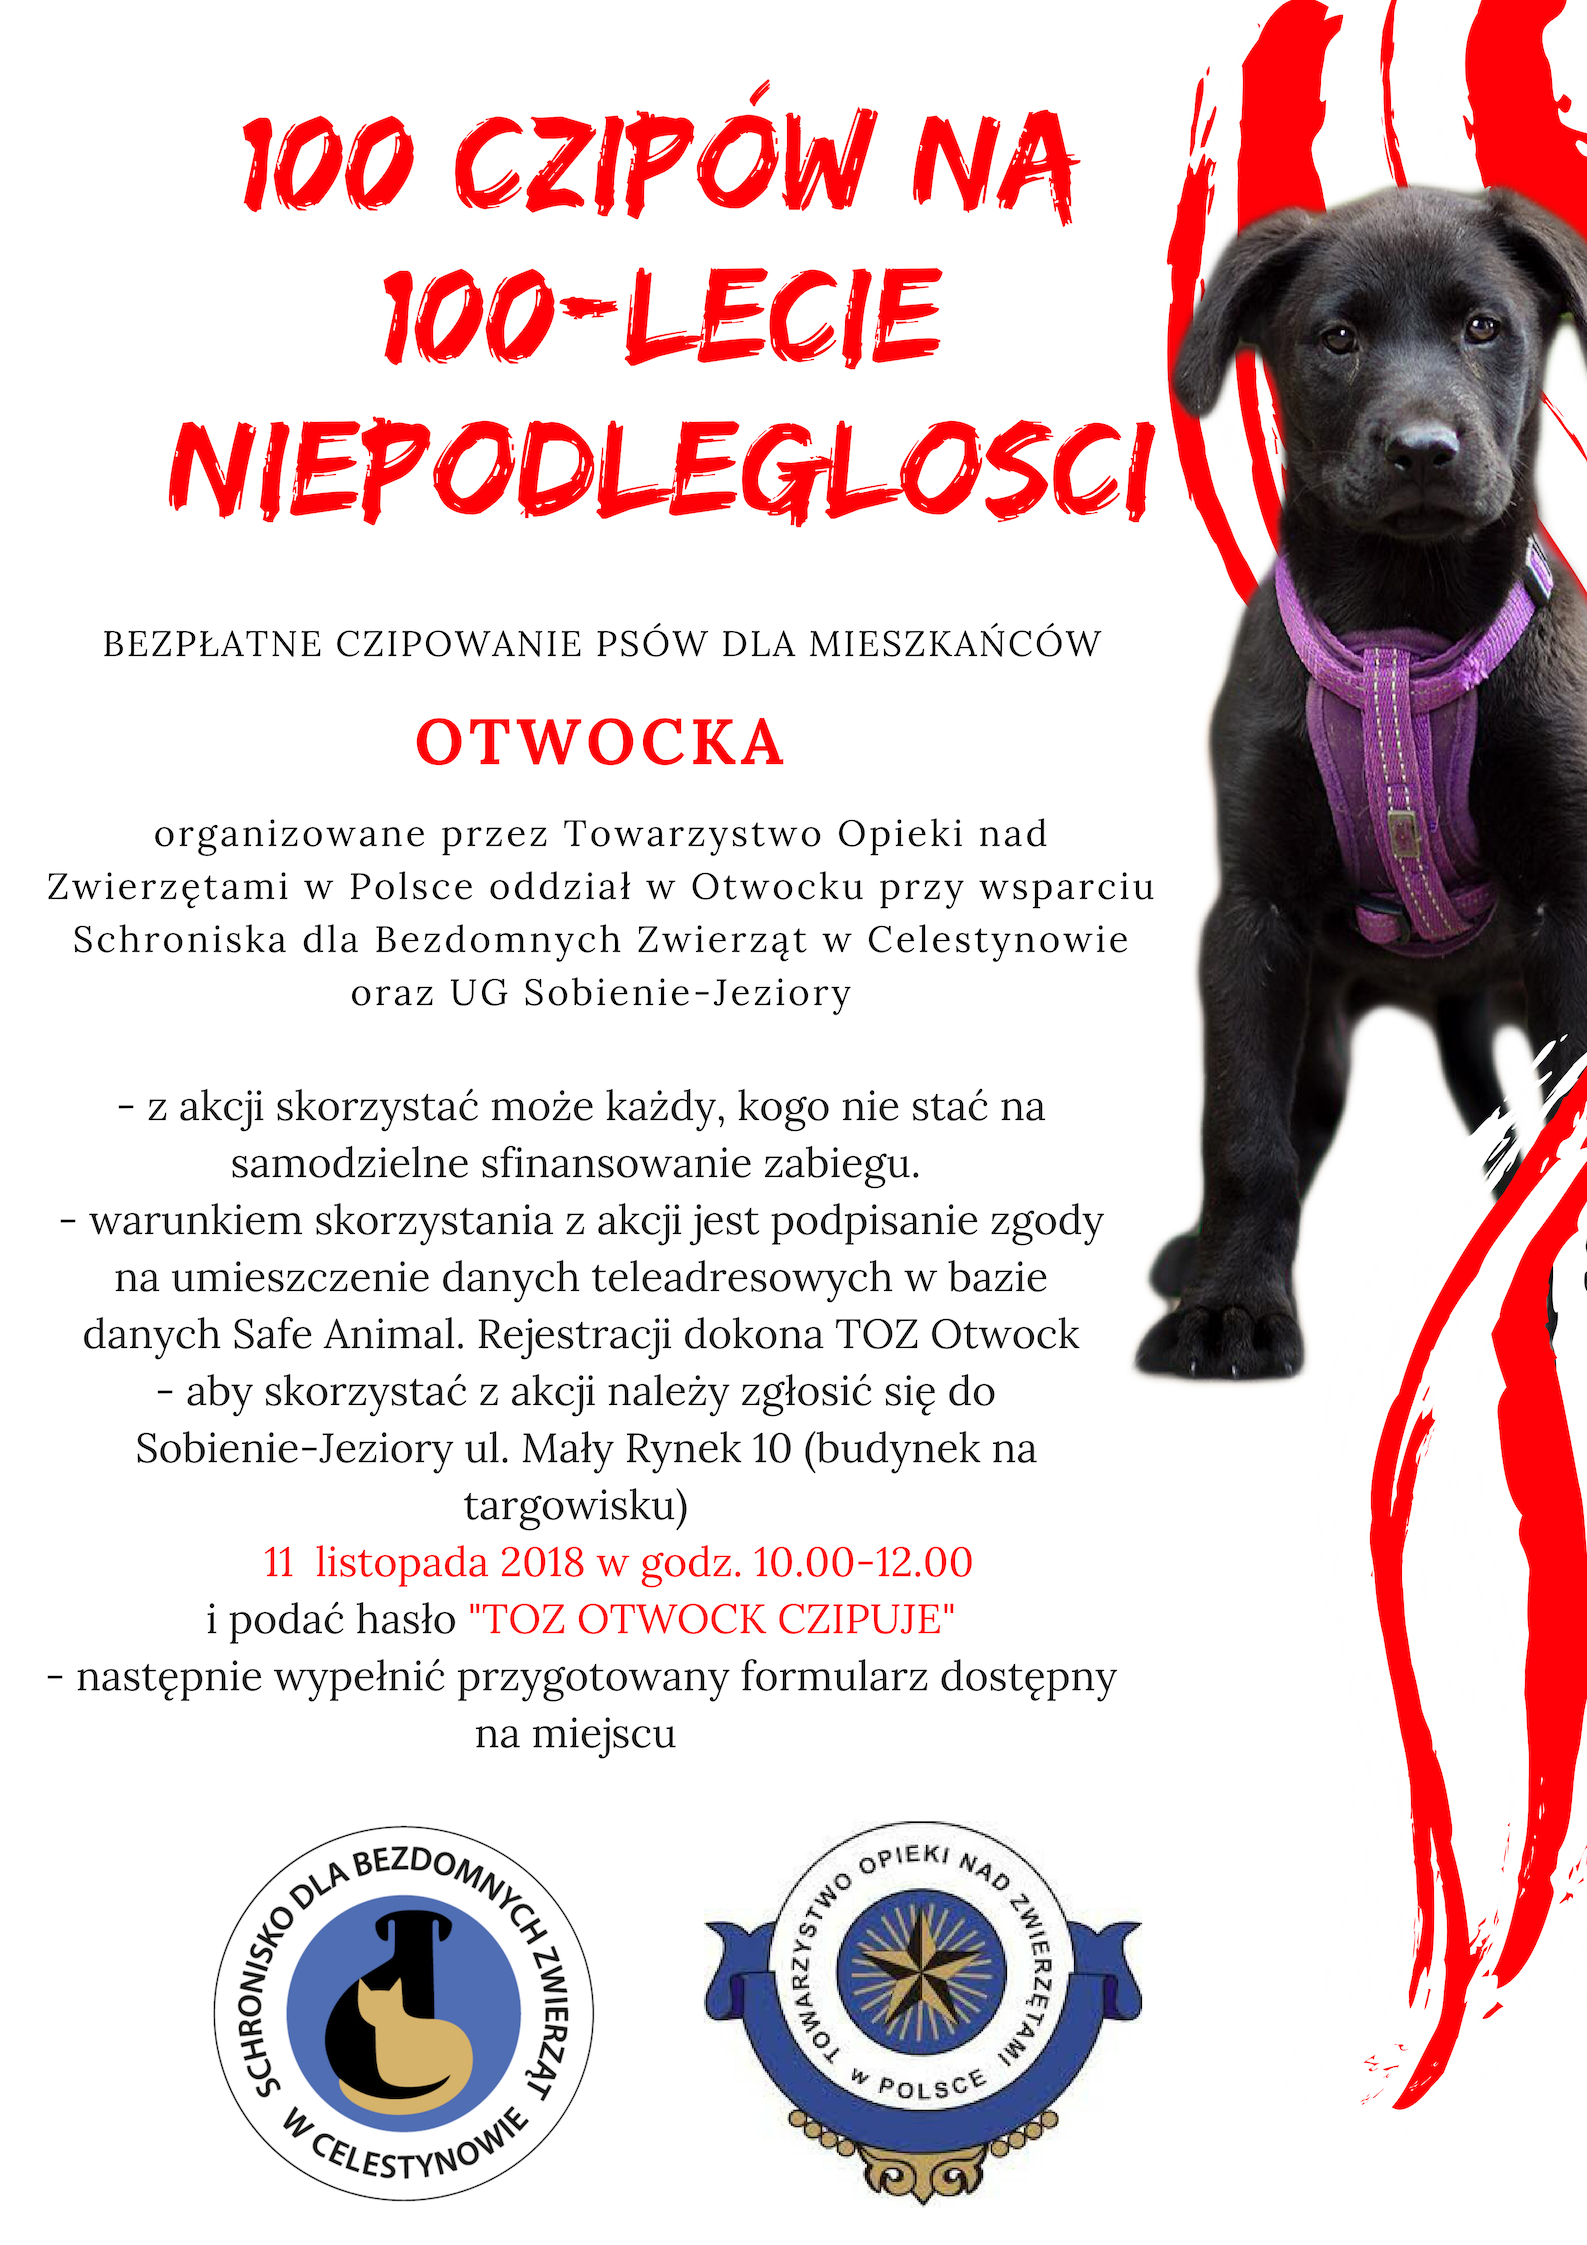 100 CZIPÓW NA
100-LECIE
NIEPODLEGLOSCI
BEZPŁATNE CZIPOWANIE PSÓW DLA MIESZKAŃCÓW
OTWOCKA
organizowane przez Towarzystwo Opieki nad
Zwierzętami w Polsce oddział w Otwocku przy wsparciu
Schroniska dla Bezdomnych Zwierząt w Celestynowie
oraz UG Sobienie-Jeziory
- z akcji skorzystać może każdy, kogo nie stać na
samodzielne sfinansowanie zabiegu.
- warunkiem skorzystania z akcji jest podpisanie zgody
na umieszczenie danych teleadresowych w bazie
danych Safe Animal. Rejestracji dokona TOZ Otwock
- aby skorzystać z akcji należy zgłosić się do
Sobienie-Jeziory ul. Mały Rynek 10 (budynek na
targowisku)
11 listopada 2018 w godz. 10.00-12.00
i podać hasło "TOZ OTWOCK CZIPUJE"
- następnie wypełnić przygotowany formularz dostępny
na miejscu
SCHRONISKO DLA BEZDOMNYCH ZWIERZĄT
W CELESTYNOWIE
TOWARZYSTWO OPIEKI NAD ZWIERZĘTAMI
W POLSCE